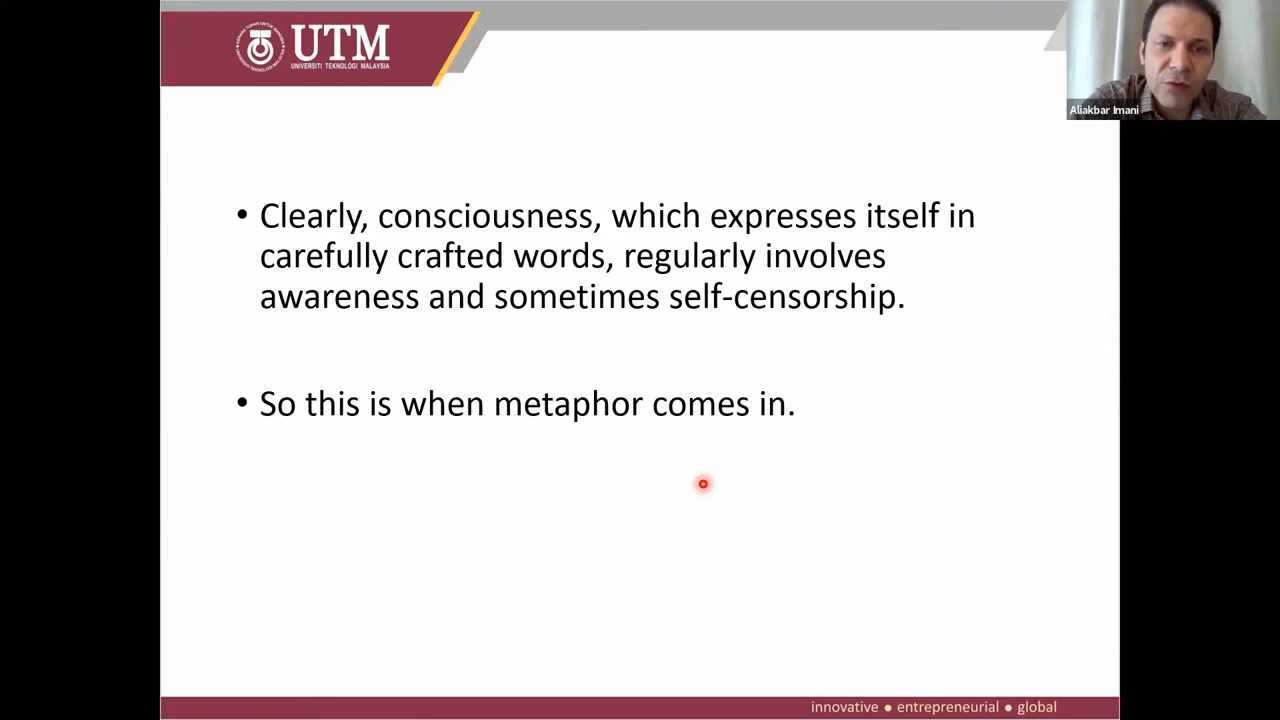 UTM
UNIVERSITI TEKNOLOGI MALAYSIA
Aliakbar Imani
• Clearly, consciousness, which expresses itself in
carefully crafted words, regularly involves
awareness and sometimes self-censorship.
• So this is when metaphor comes in.
innovative ● entrepreneurial ● global